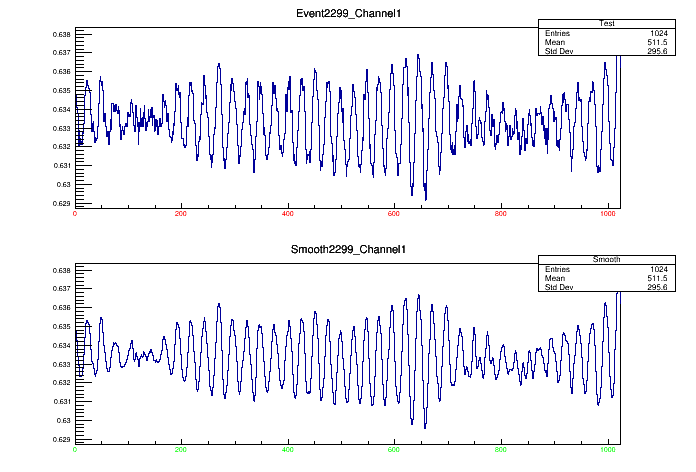 Event2299_Channel1
Test
Entries 1024
Mean 511.5
Std Dev 295.6
0.638
0.637
0.636
0.635
0.634
0.633
0.632
0.631
0.63
0.629
0 200 400 600 800 1000
Smooth2299_Channel1
Smooth
Entries 1024
Mean 511.5
Std Dev 295.6
0.638
0.637
0.636
0.635
0.634
0.633
0.632
0.631
0.63
0.629
0 200 400 600 800 1000